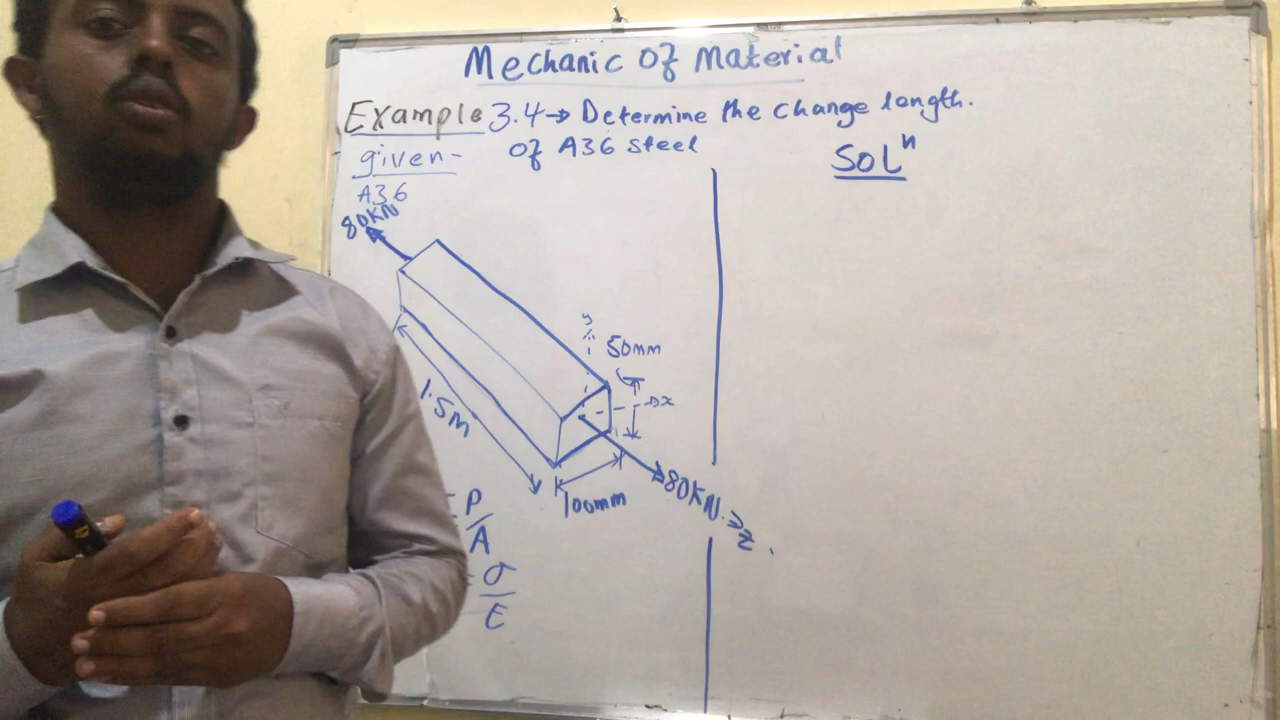 Mechanic of Material
Example 3.4 → Determine the change length.
of A36 Steel
given-
A36
Solⁿ
80KN
y
50mm
x
1.5M
100mm
80KN
z
= P/A
= σ/E